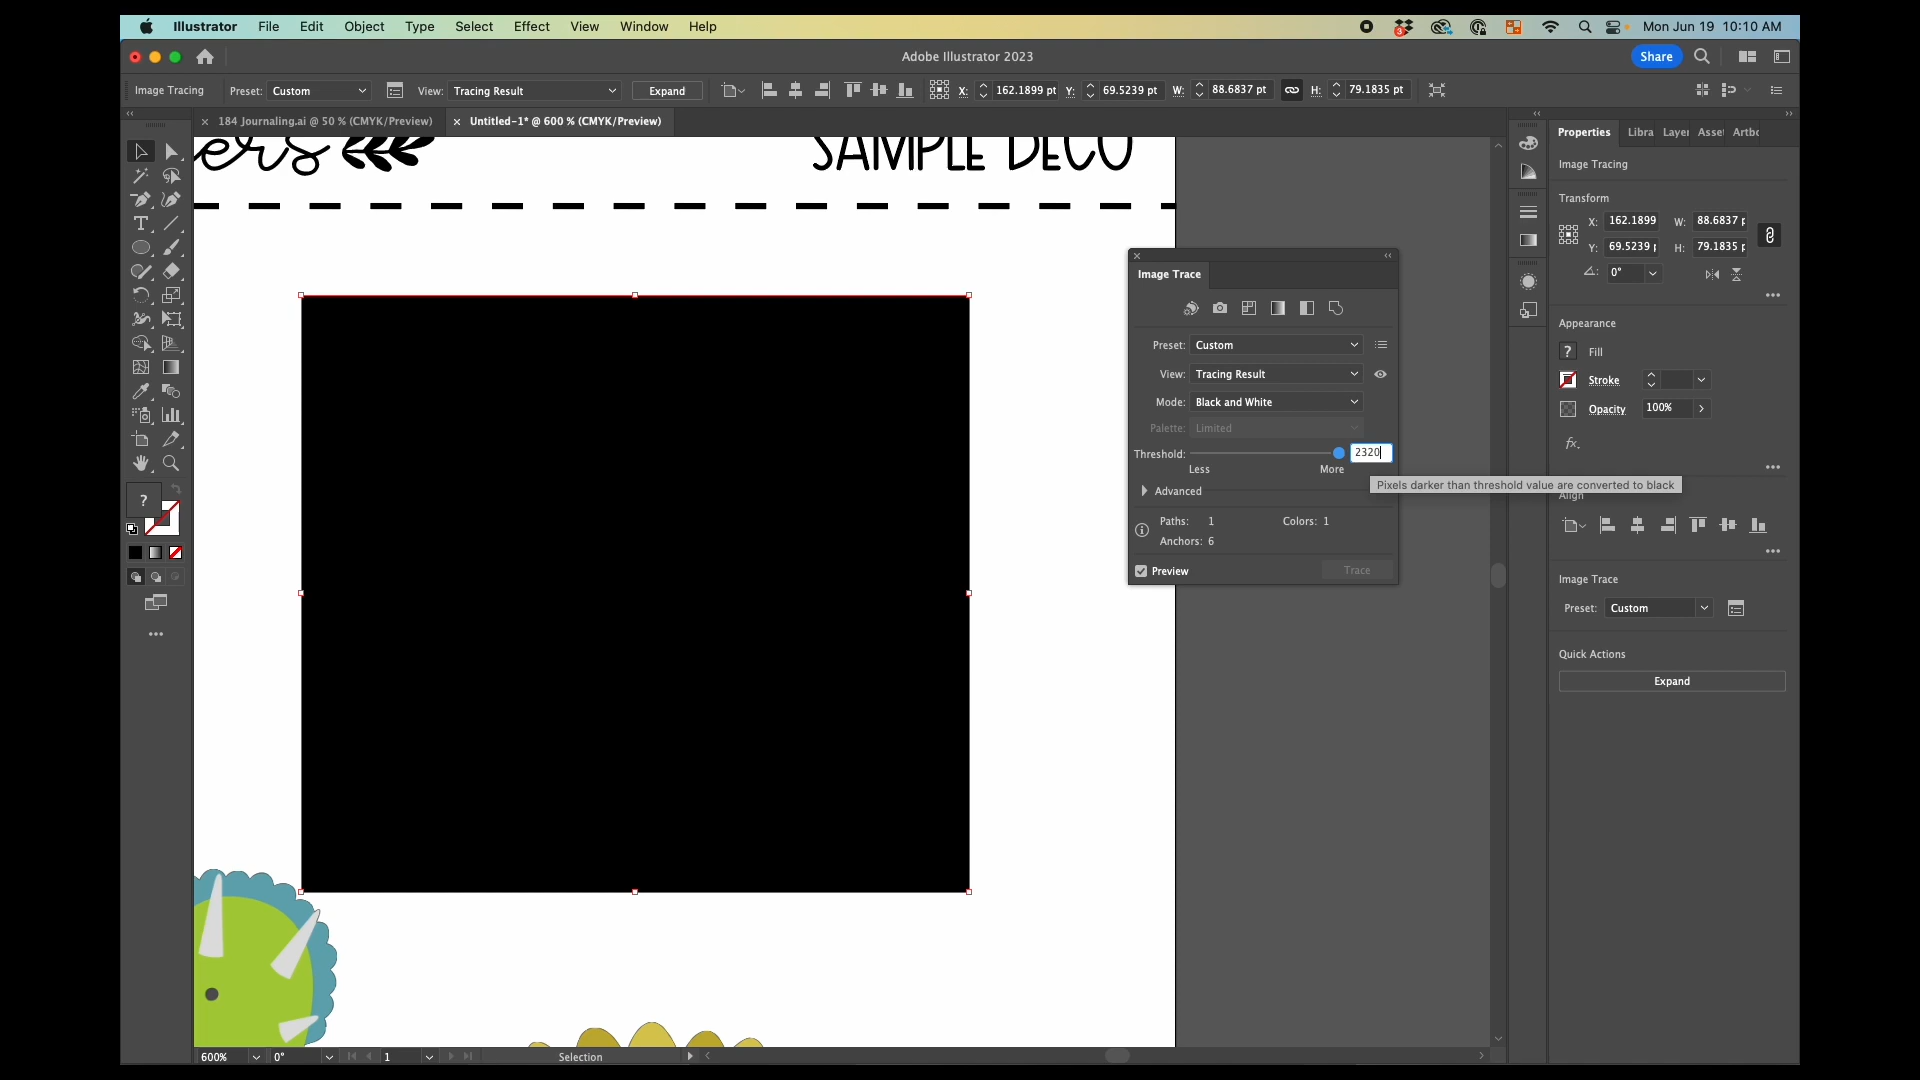 Illustrator File Edit Object Type Select Effect View Window Help
3
Mon Jun 19 10:10 AM
Adobe Illustrator 2023
Share
Image Tracing Preset: Custom View: Tracing Result Expand X: 162.1899 pt Y: 69.5239 pt W: 88.6837 pt H: 79.1835 pt
184 Journaling.ai @ 50 % (CMYK/Preview)
Untitled-1* @ 600 % (CMYK/Preview)
Properties Libra Layer Asset Artbo
ers
SAMPLE DECO
Image Tracing
Transform
X: 162.1899 W: 88.6837 p
Y: 69.5239 p H: 79.1835 p
0°
Image Trace
Preset: Custom
View: Tracing Result
Mode: Black and White
Palette: Limited
Threshold: 2320
Less More
Pixels darker than threshold value are converted to black
Advanced
Paths: 1 Colors: 1
Anchors: 6
Preview Trace
Appearance
? Fill
Stroke
Opacity 100%
fx.
Align
Image Trace
Preset: Custom
Quick Actions
Expand
?
600% 0° 1 Selection